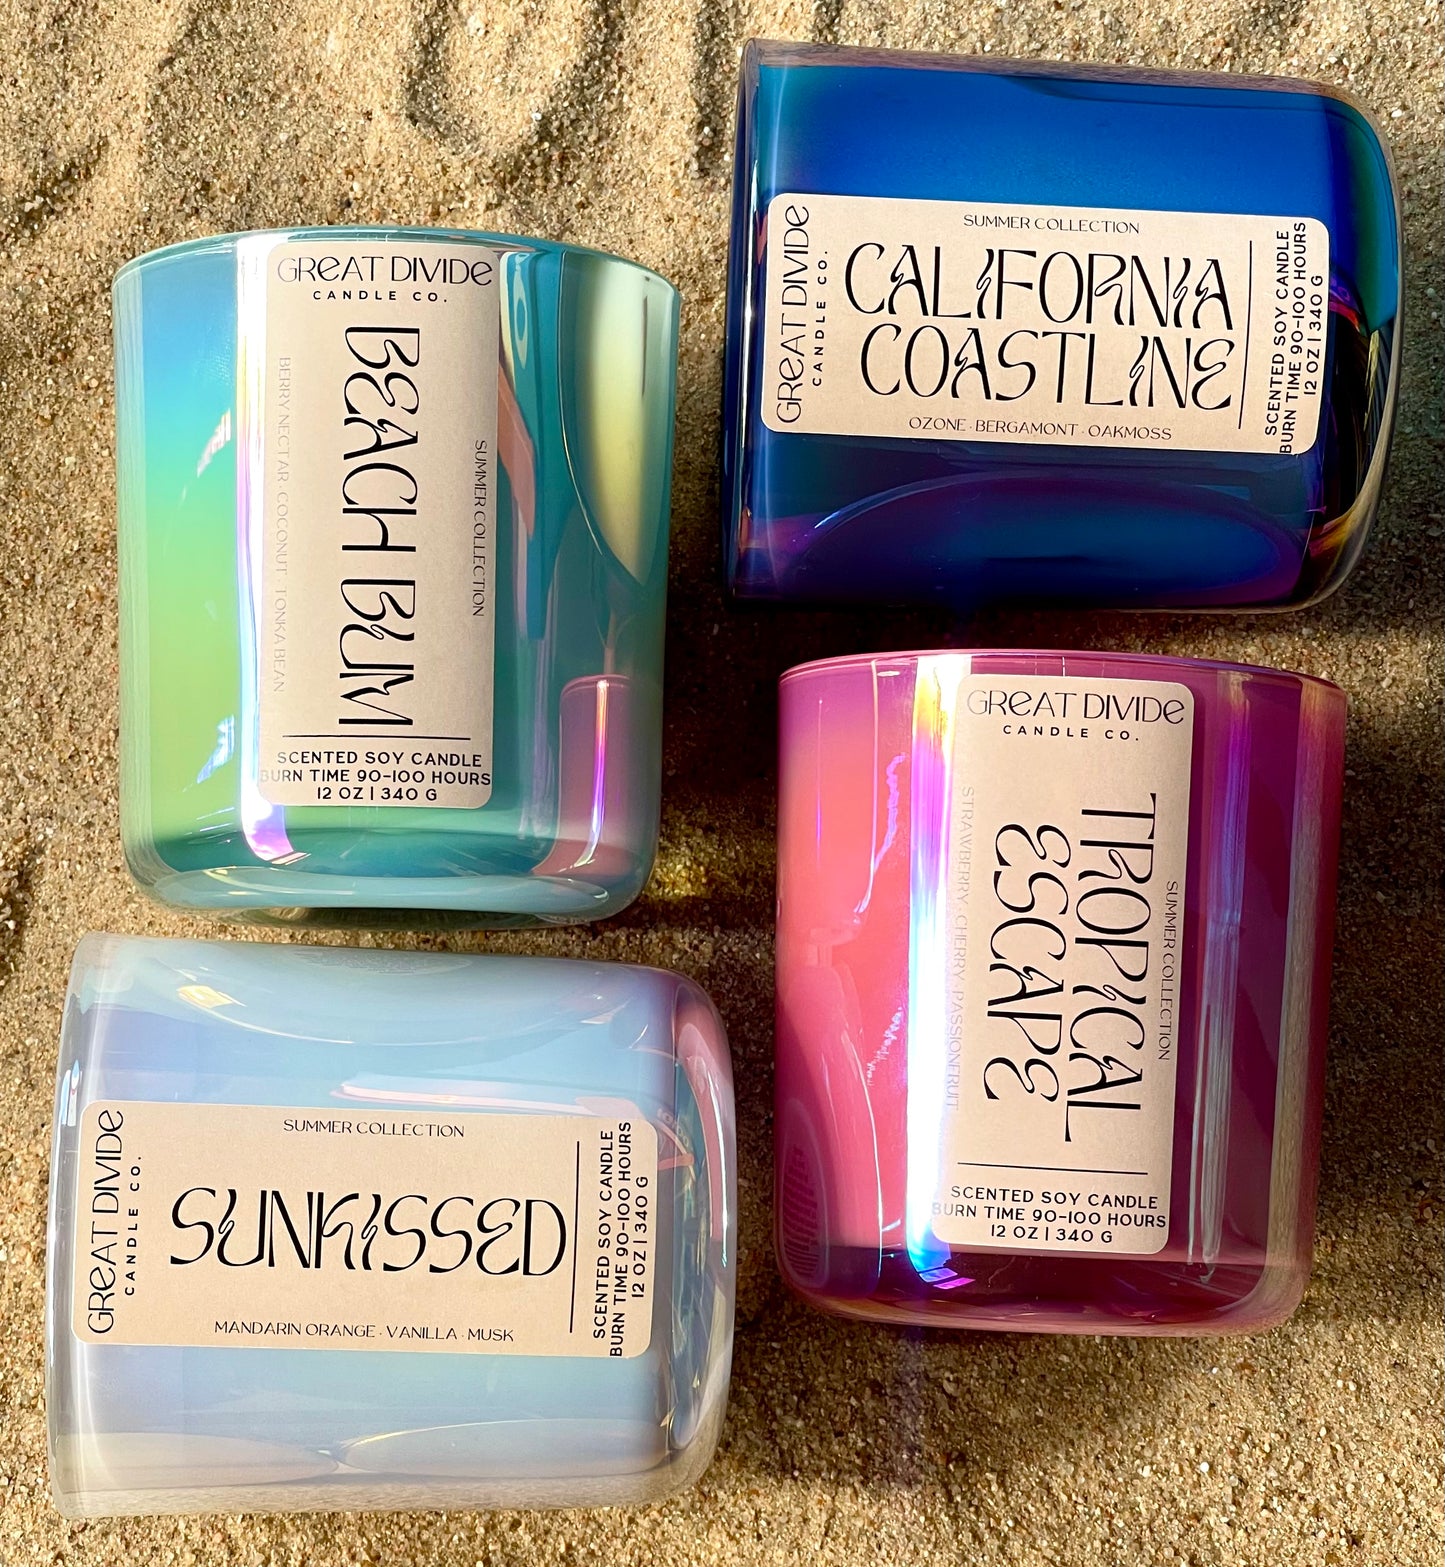 GREAT DIVIDE
CANDLE CO.
SUMMER COLLECTION
BEACH BUM
BERRY NECTAR · COCONUT · TONKA BEAN
SCENTED SOY CANDLE
BURN TIME 90-100 HOURS
12 OZ | 340 G
GREAT DIVIDE
CANDLE CO.
SUMMER COLLECTION
CALIFORNIA
COASTLINE
OZONE · BERGAMONT · OAKMOSS
SCENTED SOY CANDLE
BURN TIME 90-100 HOURS
12 OZ | 340 G
GREAT DIVIDE
CANDLE CO.
SUMMER COLLECTION
SUNKISSED
MANDARIN ORANGE · VANILLA · MUSK
SCENTED SOY CANDLE
BURN TIME 90-100 HOURS
12 OZ | 340 G
GREAT DIVIDE
CANDLE CO.
SUMMER COLLECTION
TROPICAL
ESCAPE
STRAWBERRY · CHERRY · PASSIONFRUIT
SCENTED SOY CANDLE
BURN TIME 90-100 HOURS
12 OZ | 340 G